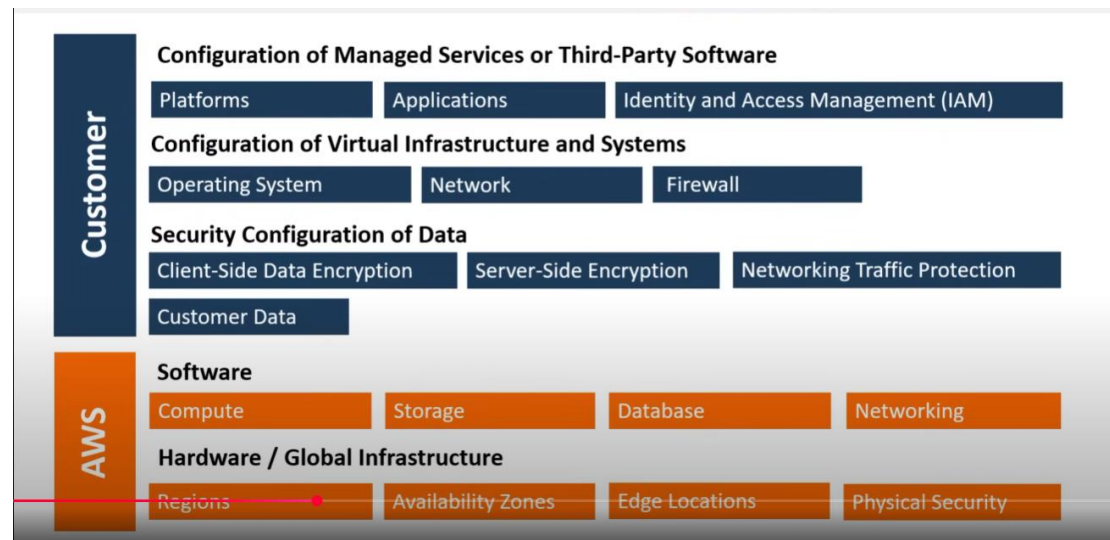 Customer
Configuration of Managed Services or Third-Party Software
Platforms Applications Identity and Access Management (IAM)
Configuration of Virtual Infrastructure and Systems
Operating System Network Firewall
Security Configuration of Data
Client-Side Data Encryption Server-Side Encryption Networking Traffic Protection
Customer Data
AWS
Software
Compute Storage Database Networking
Hardware / Global Infrastructure
Regions Availability Zones Edge Locations Physical Security